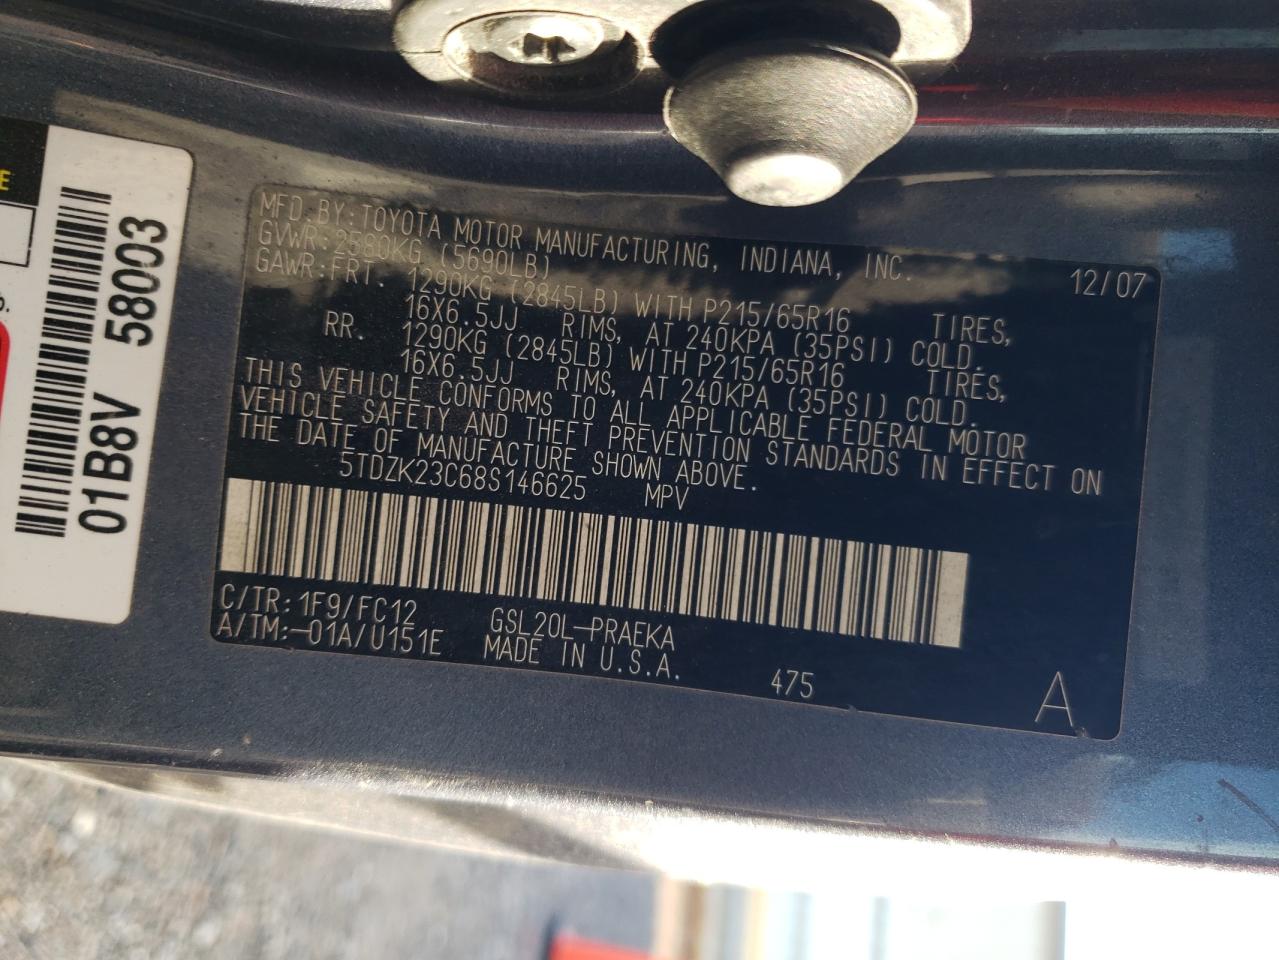 MFD.BY:TOYOTA MOTOR MANUFACTURING, INDIANA, INC. 12/07
GVWR:2580KG (5690LB)
GAWR:FRT. 1290KG (2845LB) WITH P215/65R16 TIRES,
16X6.5JJ RIMS, AT 240KPA (35PSI) COLD.
RR. 1290KG (2845LB) WITH P215/65R16 TIRES,
16X6.5JJ RIMS, AT 240KPA (35PSI) COLD.
THIS VEHICLE CONFORMS TO ALL APPLICABLE FEDERAL MOTOR
VEHICLE SAFETY AND THEFT PREVENTION STANDARDS IN EFFECT ON
THE DATE OF MANUFACTURE SHOWN ABOVE.
5TDZK23C68S146625 MPV
C/TR:1F9/FC12 GSL20L-PRAEKA
A/TM:-01A/U151E MADE IN U.S.A.
475 A
01B8V 58003